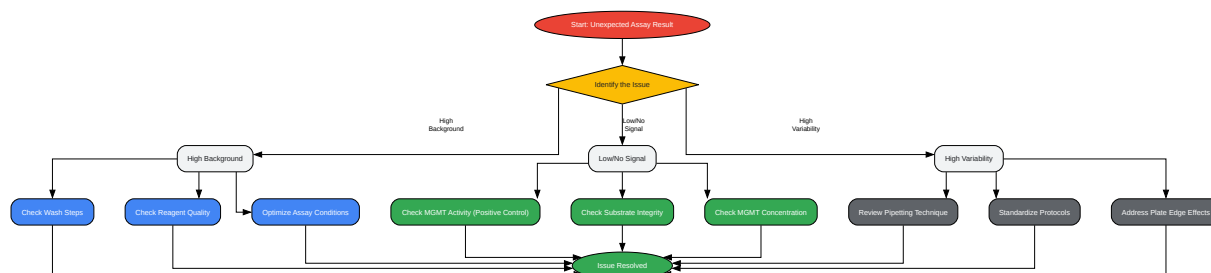 Start: Unexpected Assay Result
Identify the Issue
High
Background
Low/No
Signal
High
Variability
High Background
Low/No Signal
High Variability
Check Wash Steps
Check Reagent Quality
Optimize Assay Conditions
Check MGMT Activity (Positive Control)
Check Substrate Integrity
Check MGMT Concentration
Review Pipetting Technique
Standardize Protocols
Address Plate Edge Effects
Issue Resolved